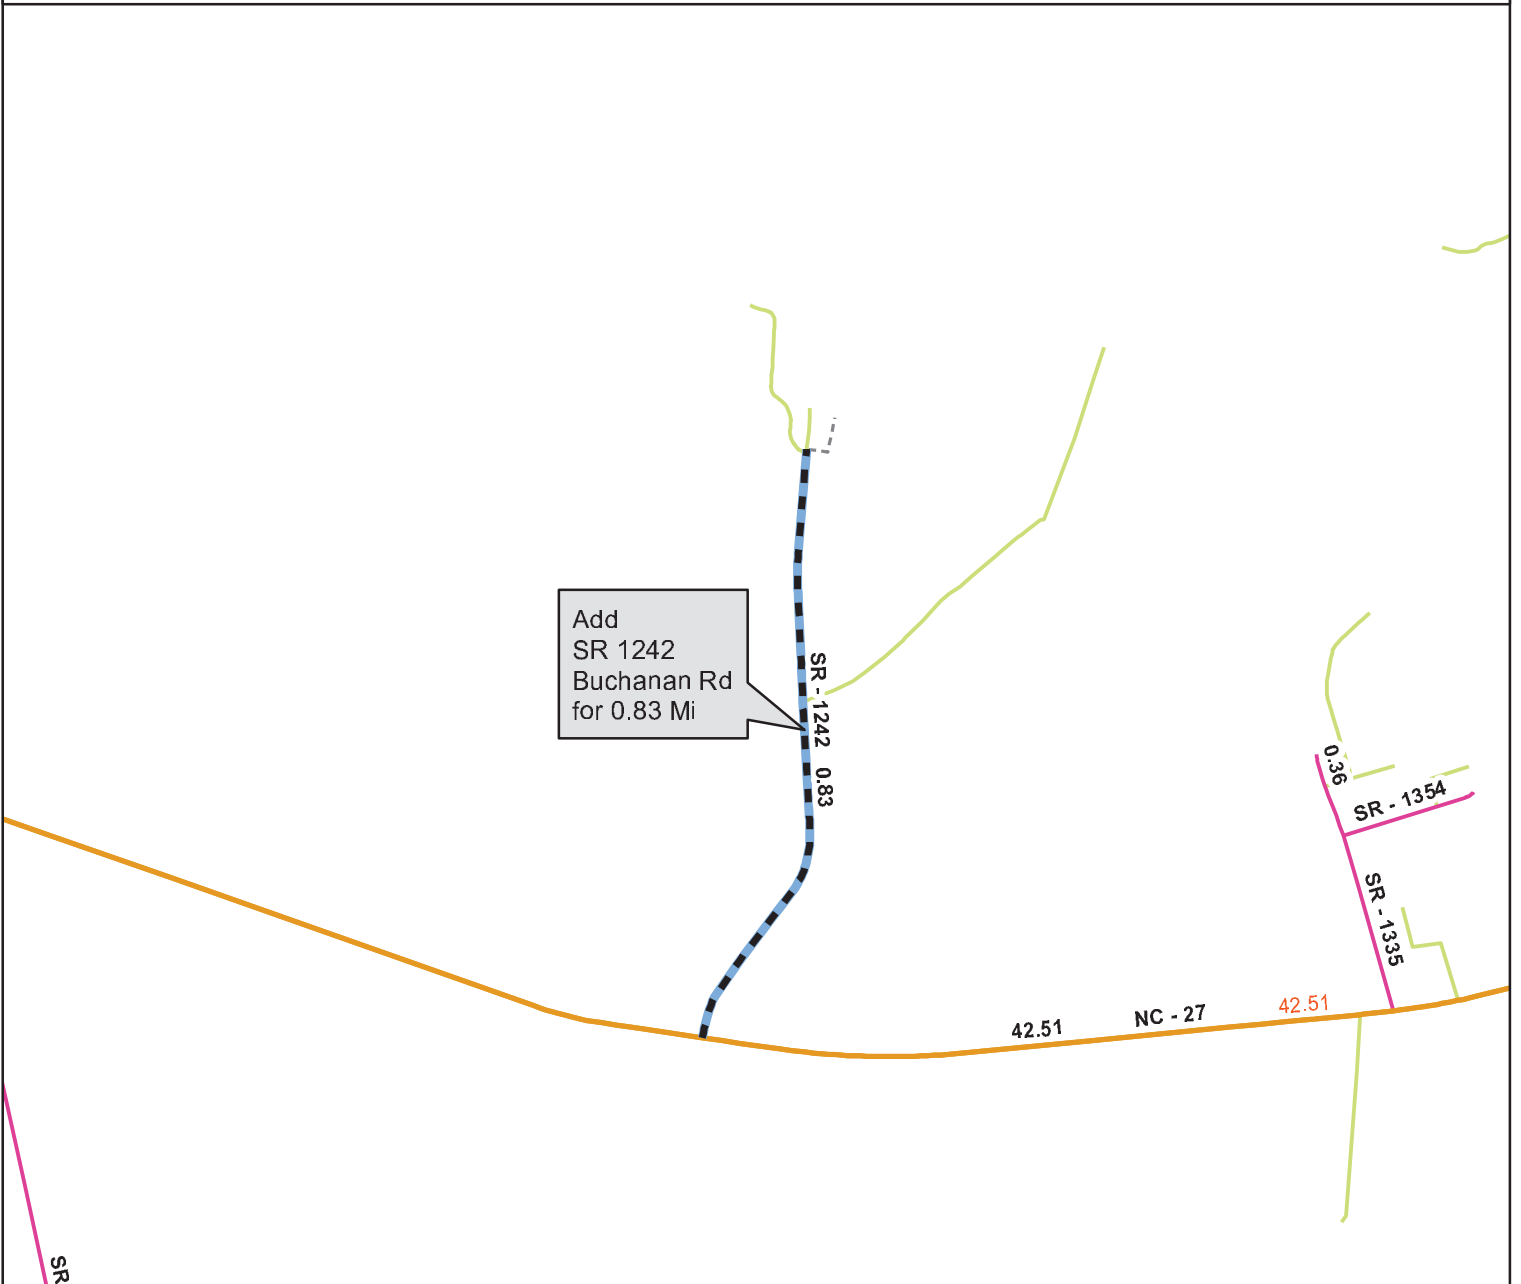 Add
SR 1242
Buchanan Rd
for 0.83 Mi
SR - 1242 0.83
0.36
SR - 1354
SR - 1335
42.51
NC - 27
42.51
SR